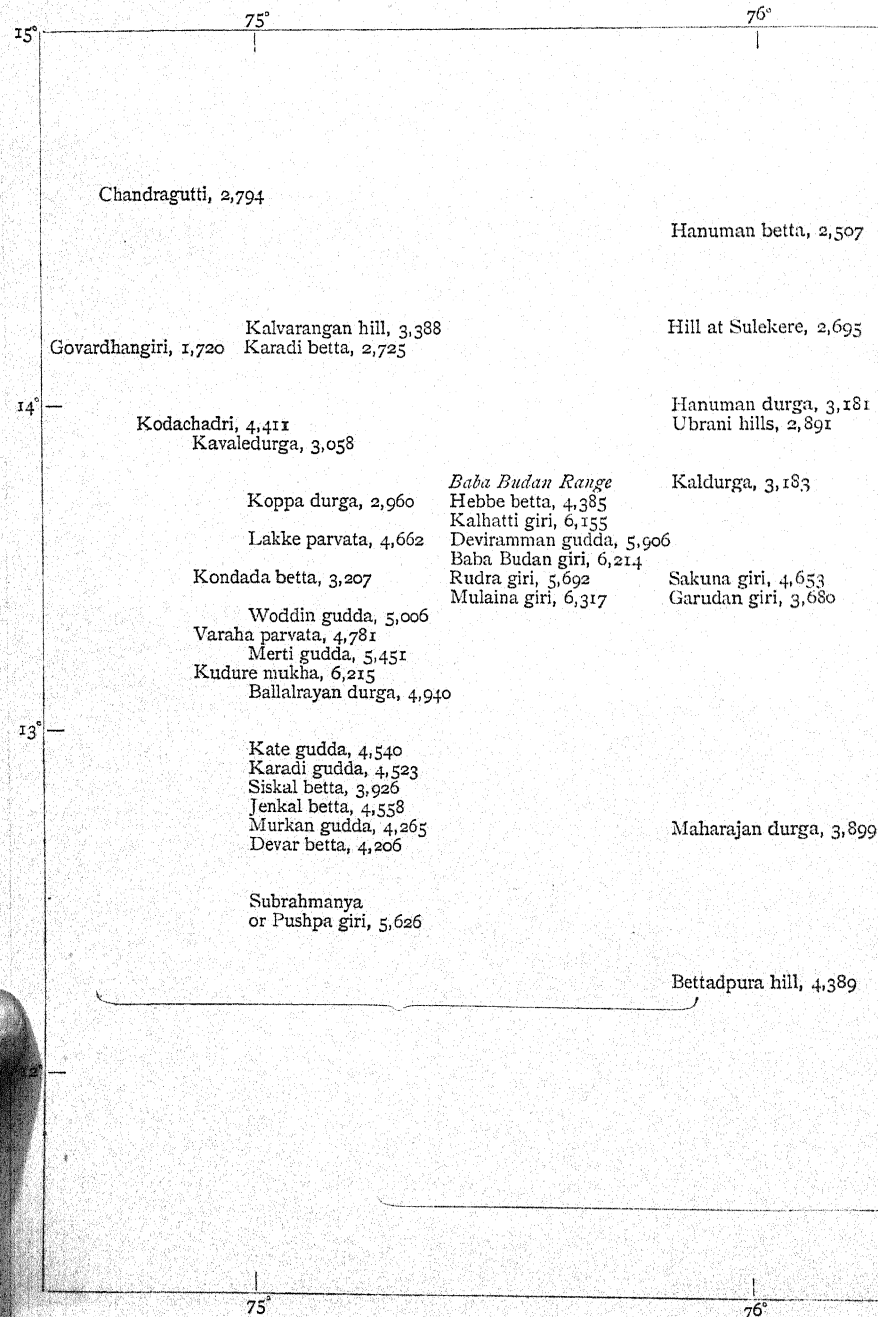 75° 76°
15°
Chandragutti, 2,794
Hanuman betta, 2,507
Kalvarangan hill, 3,388 Hill at Sulekere, 2,695
Govardhangiri, 1,720 Karadi betta, 2,725
14° Hanuman durga, 3,181
Kodachadri, 4,411 Ubrani hills, 2,891
Kavaledurga, 3,058
Baba Budan Range Kaldurga, 3,183
Koppa durga, 2,960 Hebbe betta, 4,385
Kalhatti giri, 6,155
Lakke parvata, 4,662 Deviramman gudda, 5,906
Baba Budan giri, 6,214
Kondada betta, 3,207 Rudra giri, 5,692 Sakuna giri, 4,653
Mulaina giri, 6,317 Garudan giri, 3,680
Woddin gudda, 5,006
Varaha parvata, 4,781
Merti gudda, 5,451
Kudure mukha, 6,215
Ballalrayan durga, 4,940
13°
Kate gudda, 4,540
Karadi gudda, 4,523
Siskal betta, 3,926
Jenkal betta, 4,558
Murkan gudda, 4,265 Maharajan durga, 3,899
Devar betta, 4,206
Subrahmanya
or Pushpa giri, 5,626
Bettadpura hill, 4,389
12°
75° 76°